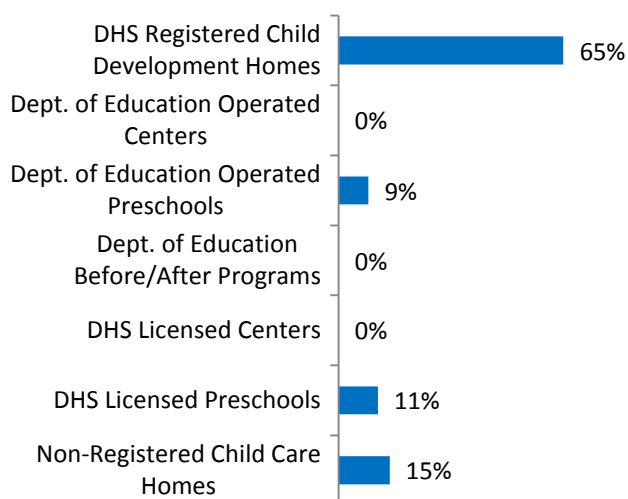 DHS Registered Child
Development Homes
65%
Dept. of Education Operated
Centers
0%
Dept. of Education Operated
Preschools
9%
Dept. of Education
Before/After Programs
0%
DHS Licensed Centers
0%
DHS Licensed Preschools
11%
Non-Registered Child Care
Homes
15%